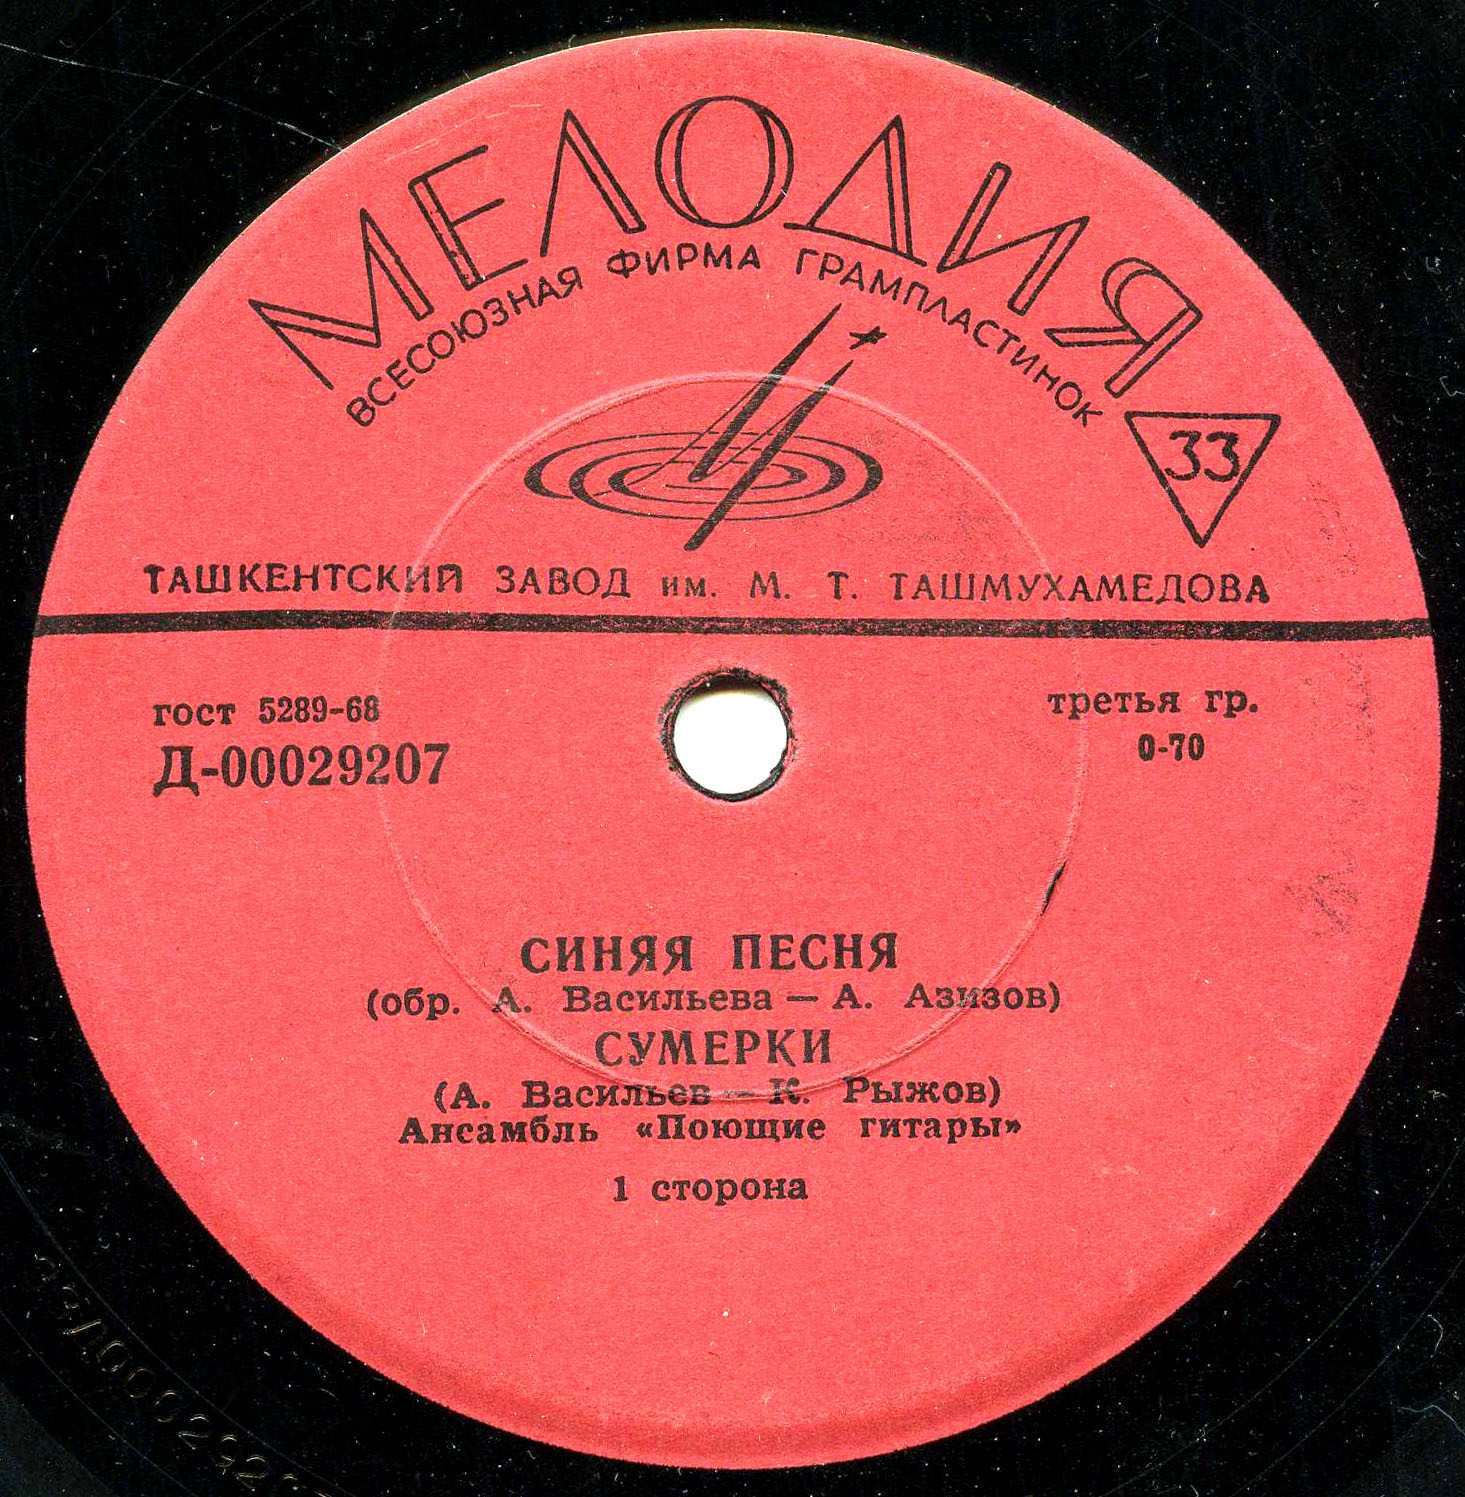 МЕЛОДИЯ
ВСЕСОЮЗНАЯ ФИРМА ГРАМПЛАСТИНОК
33
ТАШКЕНТСКИЙ ЗАВОД им. М. Т. ТАШМУХАМЕДОВА
гост 5289-68
Д-00029207
третья гр.
0-70
СИНЯЯ ПЕСНЯ
(обр. А. Васильева — А. Азизов)
СУМЕРКИ
(А. Васильев — К. Рыжов)
Ансамбль «Поющие гитары»
1 сторона